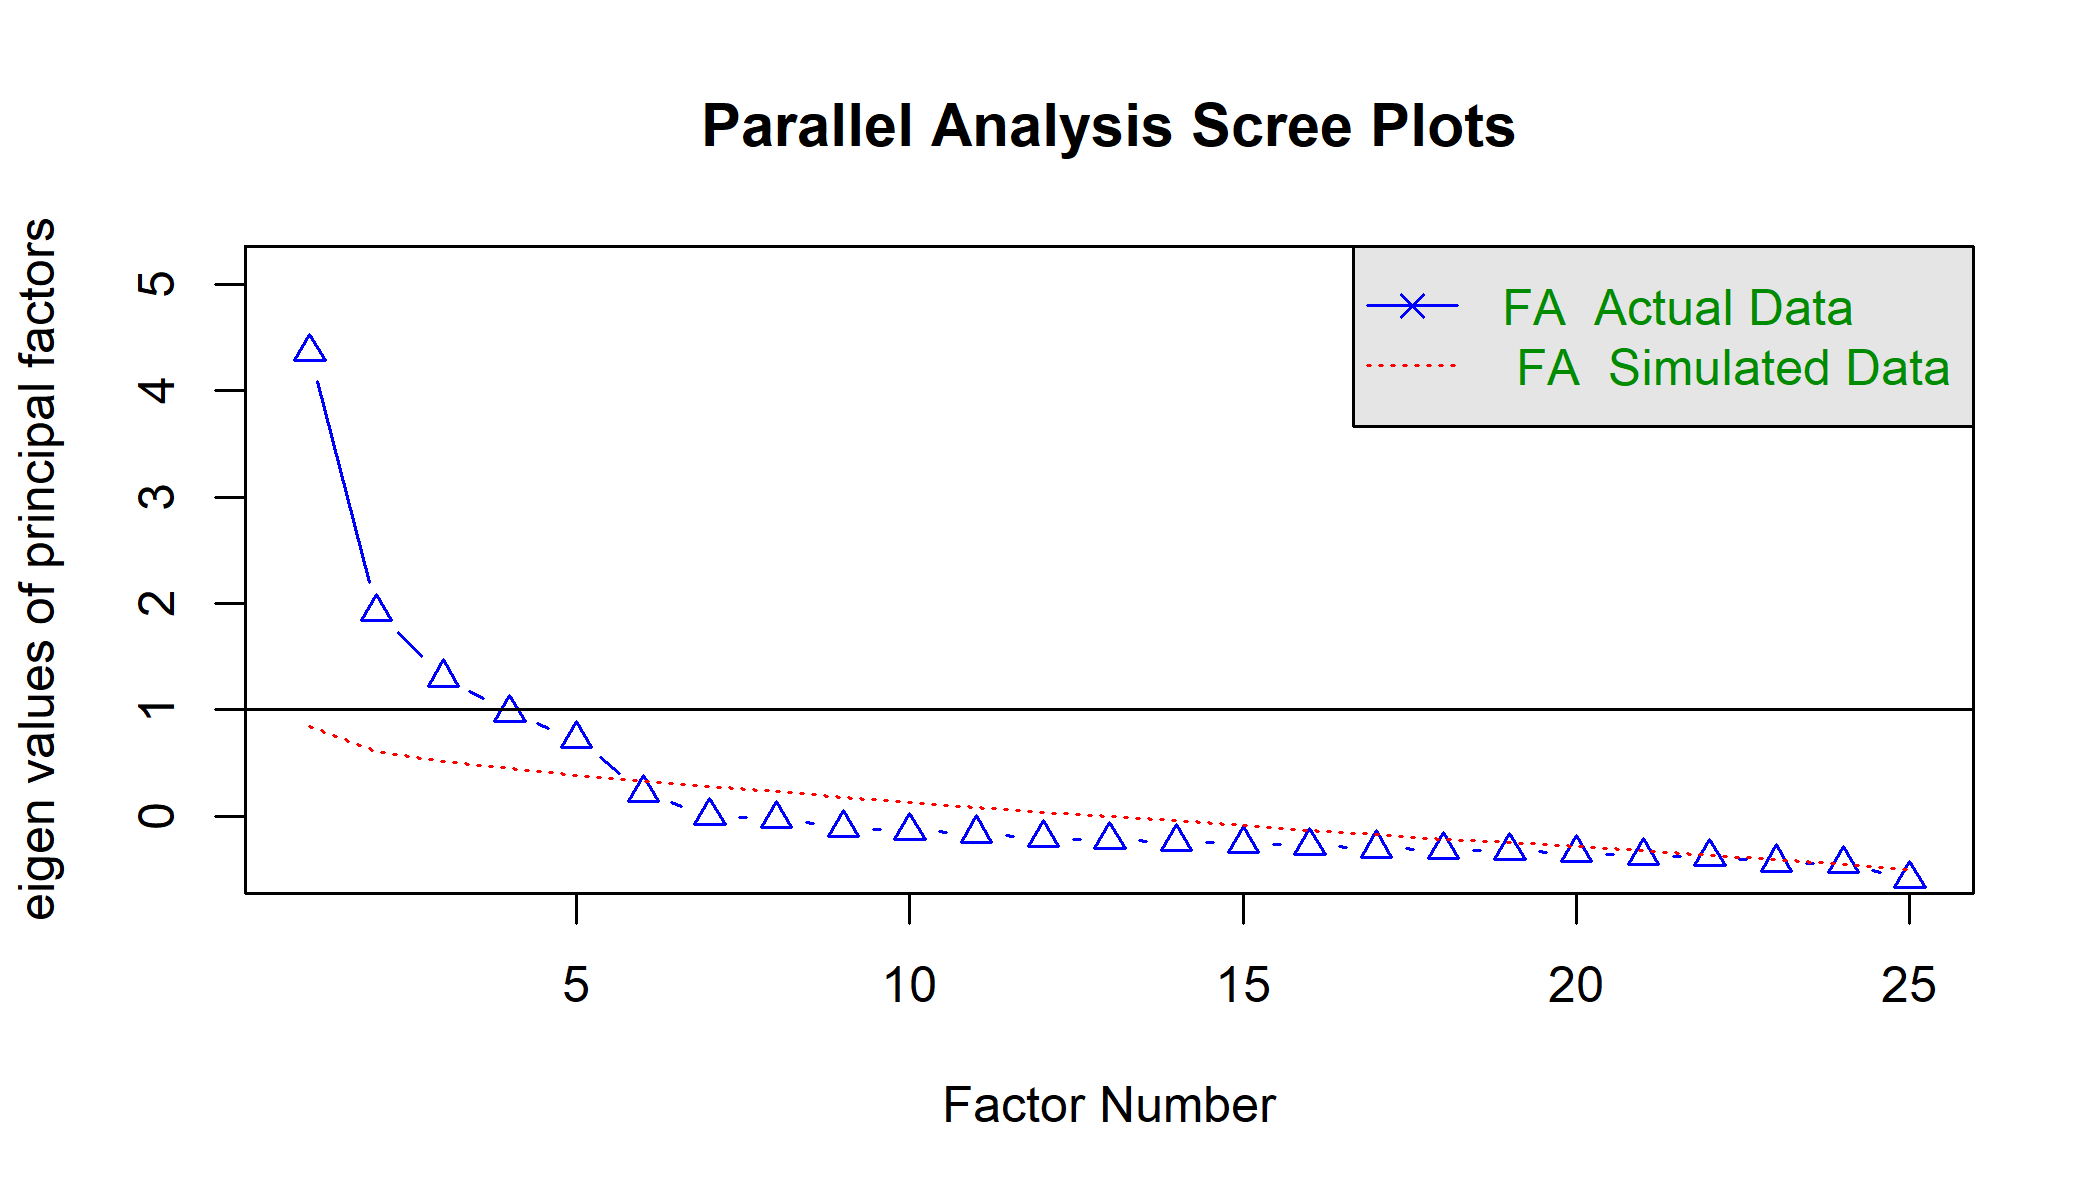 Parallel Analysis Scree Plots
eigen values of principal factors
5
4
3
2
1
0
FA Actual Data
FA Simulated Data
5 10 15 20 25
Factor Number